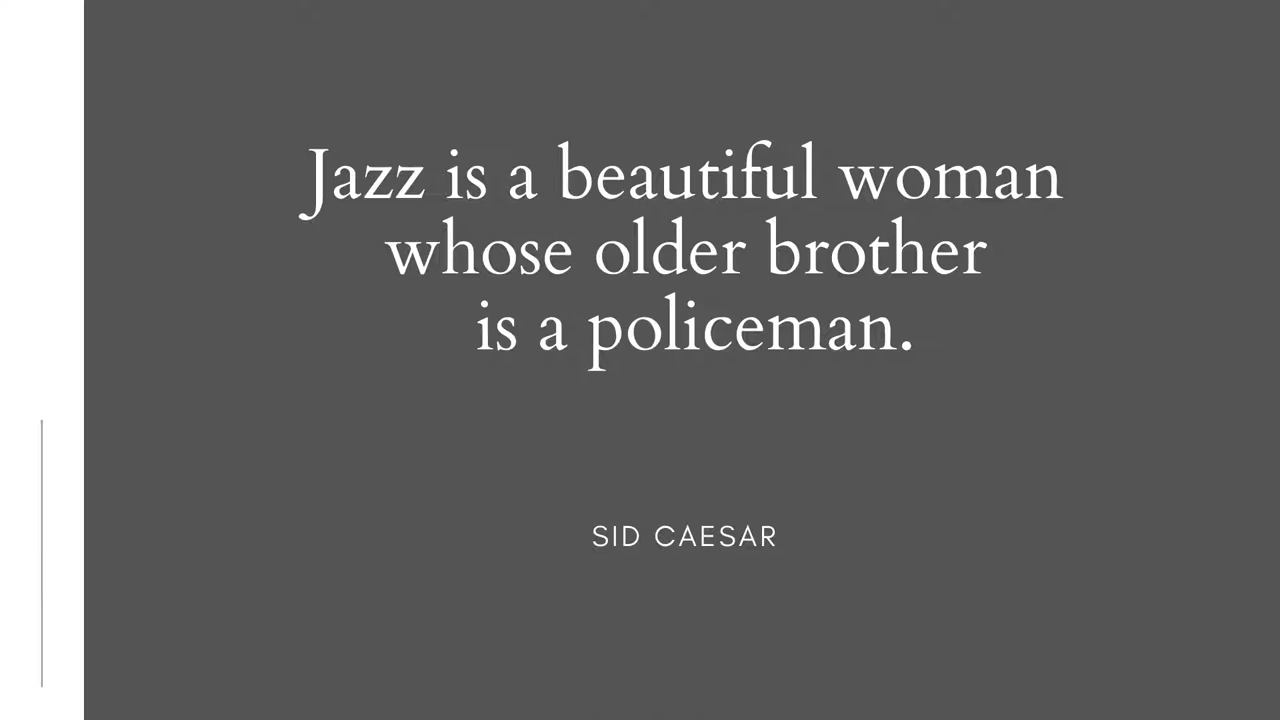 Jazz is a beautiful woman
whose older brother
is a policeman.
SID CAESAR